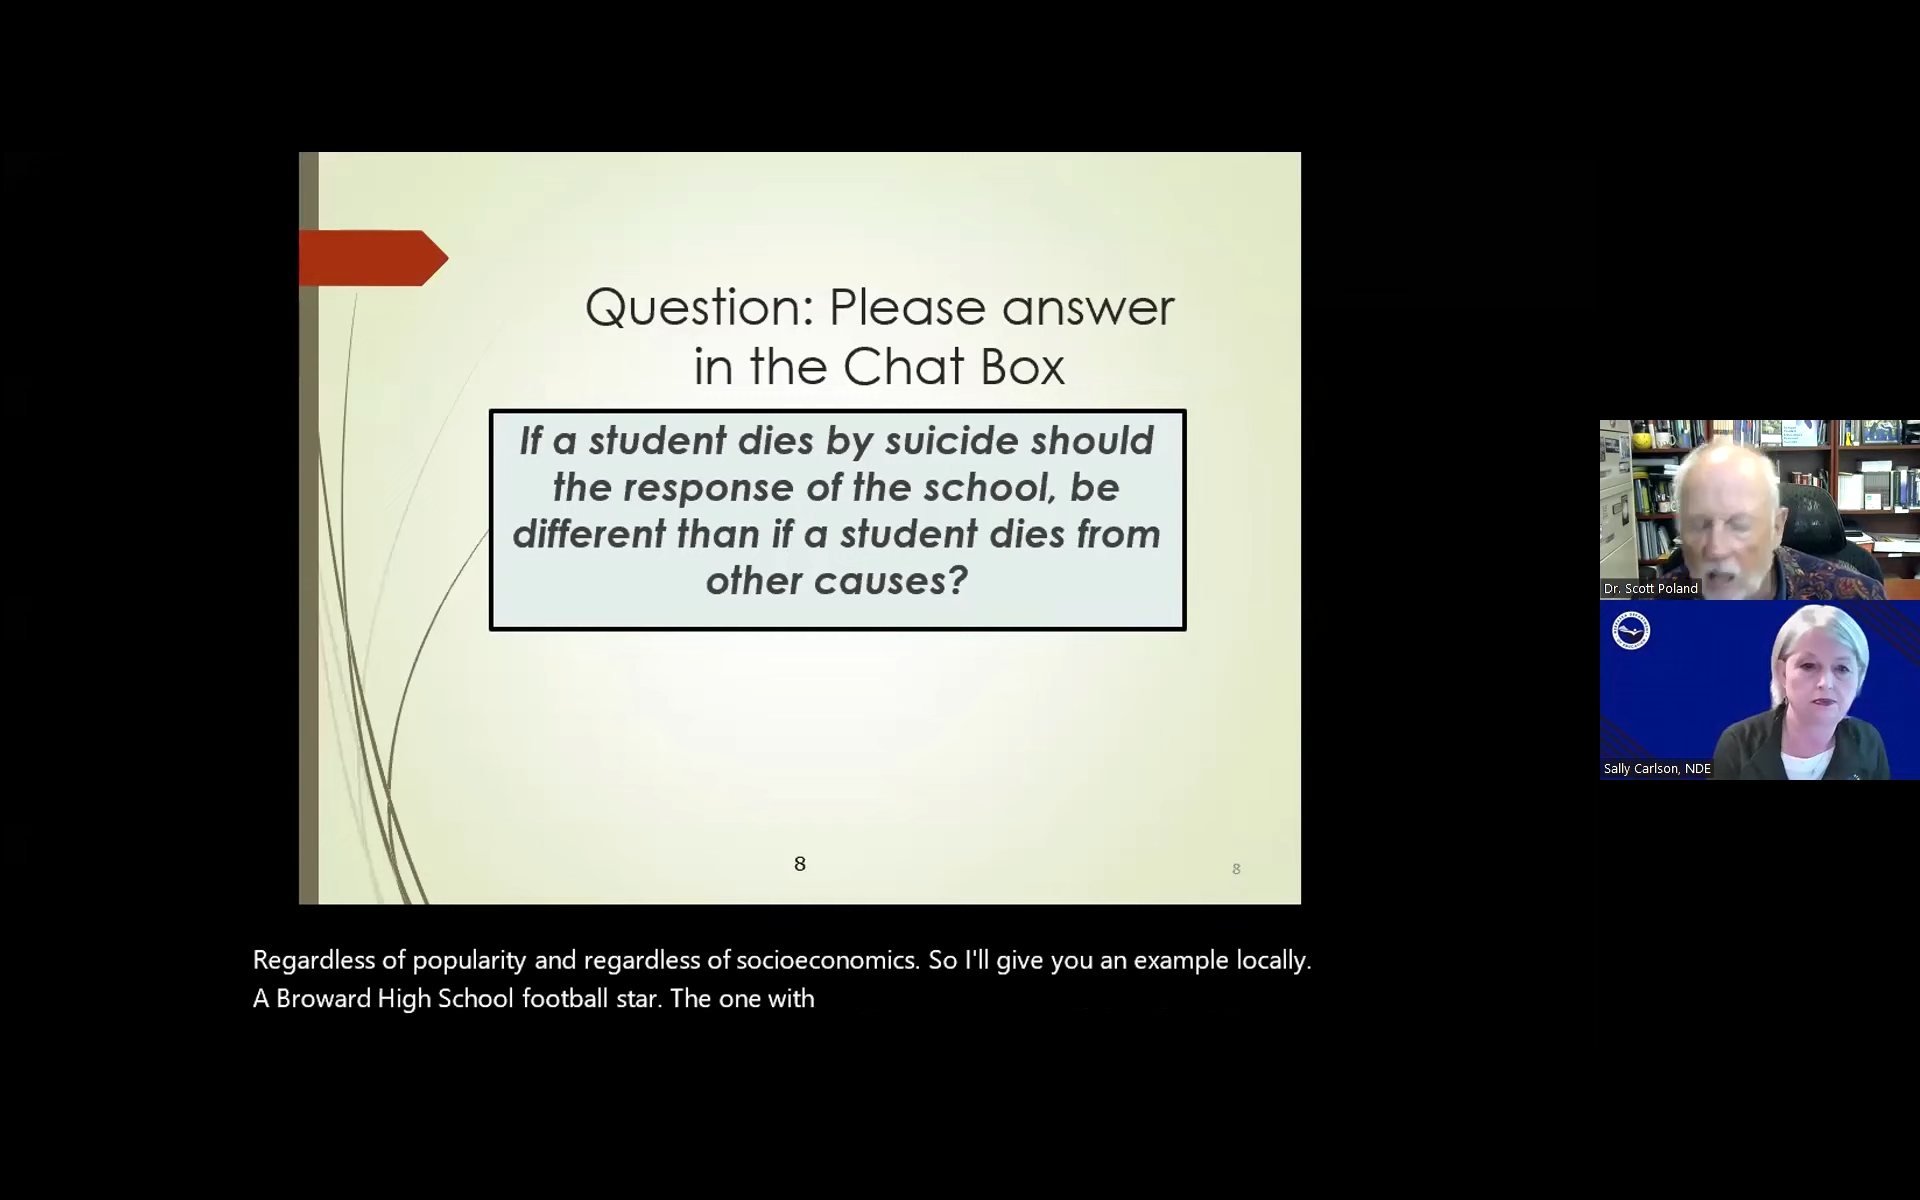 Question: Please answer
in the Chat Box
If a student dies by suicide should
the response of the school, be
different than if a student dies from
other causes?
8
8
Dr. Scott Poland
Sally Carlson, NDE
Regardless of popularity and regardless of socioeconomics. So I'll give you an example locally.
A Broward High School football star. The one with